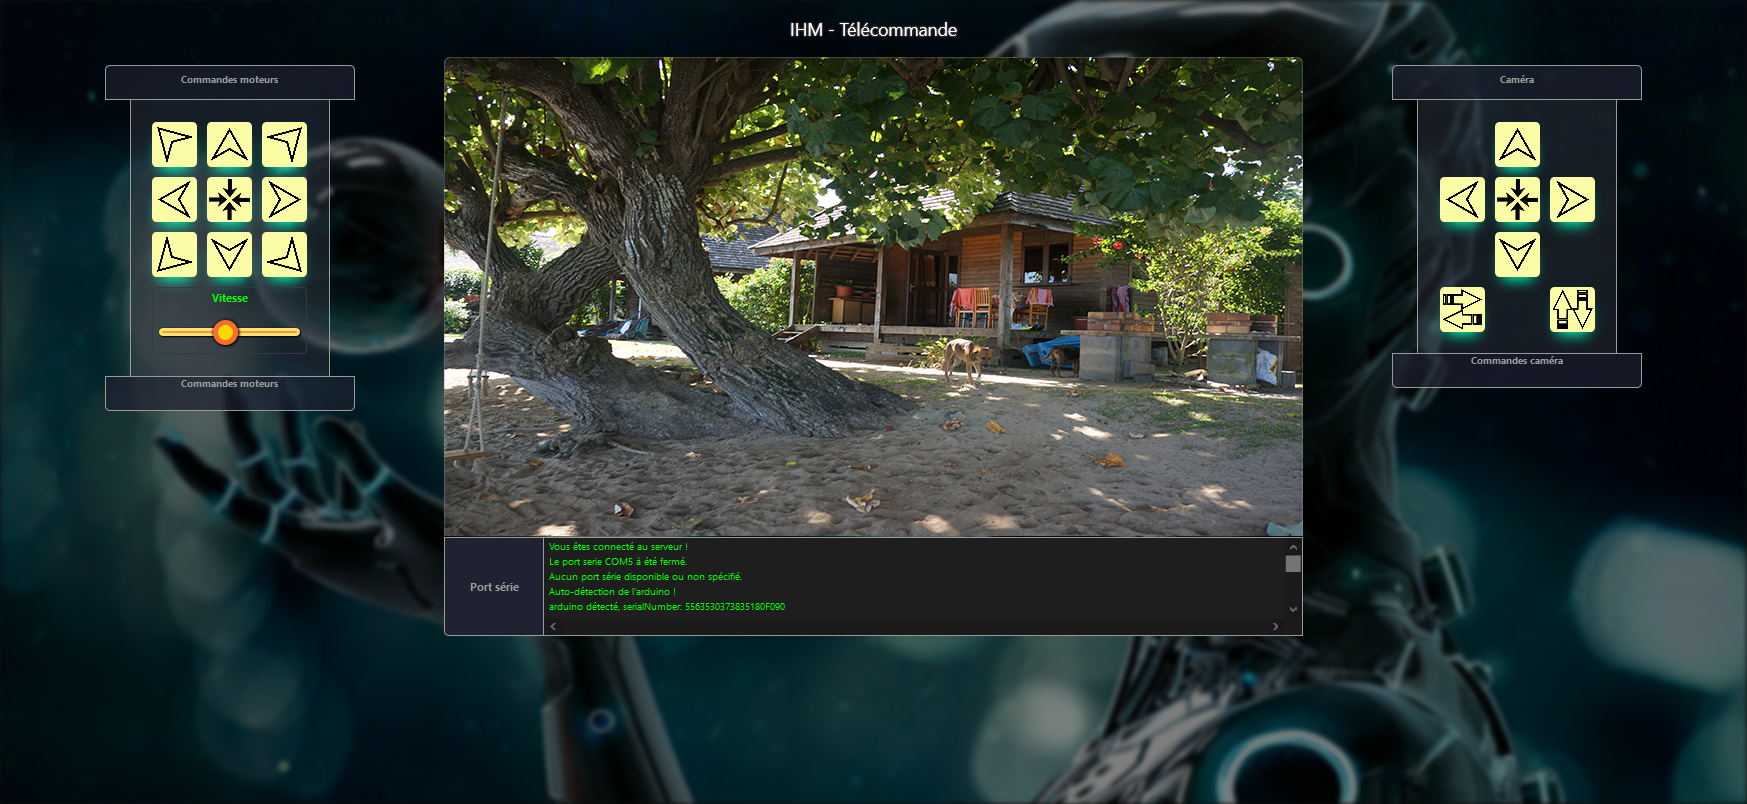 IHM - Télécommande
Commandes moteurs
Vitesse
Commandes moteurs
Caméra
Commandes caméra
Port série
Vous êtes connecté au serveur !
Le port serie COM5 à été fermé.
Aucun port série disponible ou non spécifié.
Auto-détection de l'arduino !
arduino détecté, serialNumber: 5563530373835180F090